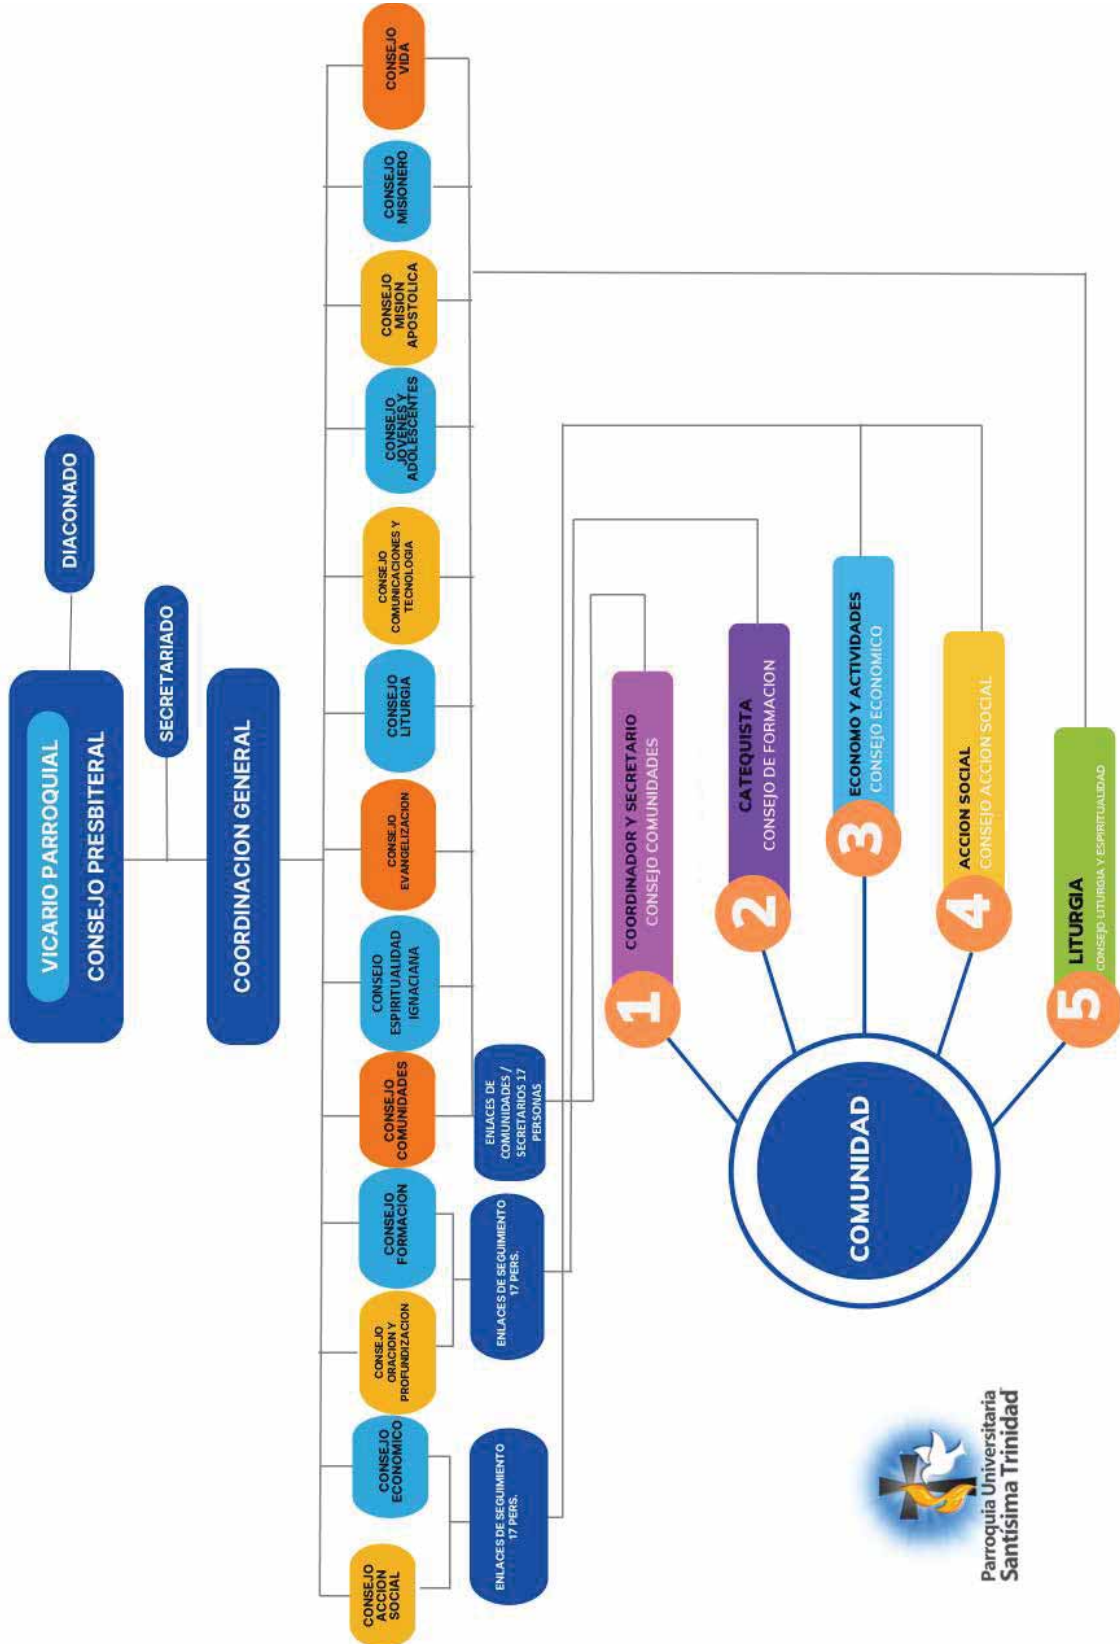 VICARIO PARROQUIAL
CONSEJO PRESBITERAL
DIACONADO
SECRETARIADO
COORDINACION GENERAL
CONSEJO
ACCION
SOCIAL
CONSEJO
ECONOMICO
CONSEJO
ORACION Y
PROFUNDIZACION
CONSEJO
FORMACION
CONSEJO
COMUNIDADES
CONSEJO
ESPIRITUALIDAD
IGNACIANA
CONSEJO
EVANGELIZACION
CONSEJO
LITURGIA
CONSEJO
COMUNICACIONES Y
TECNOLOGIA
CONSEJO
JOVENES Y
ADOLESCENTES
CONSEJO
MISION
APOSTOLICA
CONSEJO
MISIONERO
CONSEJO
VIDA
ENLACES DE SEGUIMIENTO
17 PERS.
ENLACES DE SEGUIMIENTO
17 PERS.
ENLACES DE
COMUNIDADES /
SECRETARIOS 17
PERSONAS
1
COORDINADOR Y SECRETARIO
CONSEJO COMUNIDADES
2
CATEQUISTA
CONSEJO DE FORMACION
3
ECONOMO Y ACTIVIDADES
CONSEJO ECONOMICO
4
ACCION SOCIAL
CONSEJO ACCION SOCIAL
5
LITURGIA
CONSEJO LITURGIA Y ESPIRITUALIDAD
COMUNIDAD
Parroquia Universitaria
Santísima Trinidad